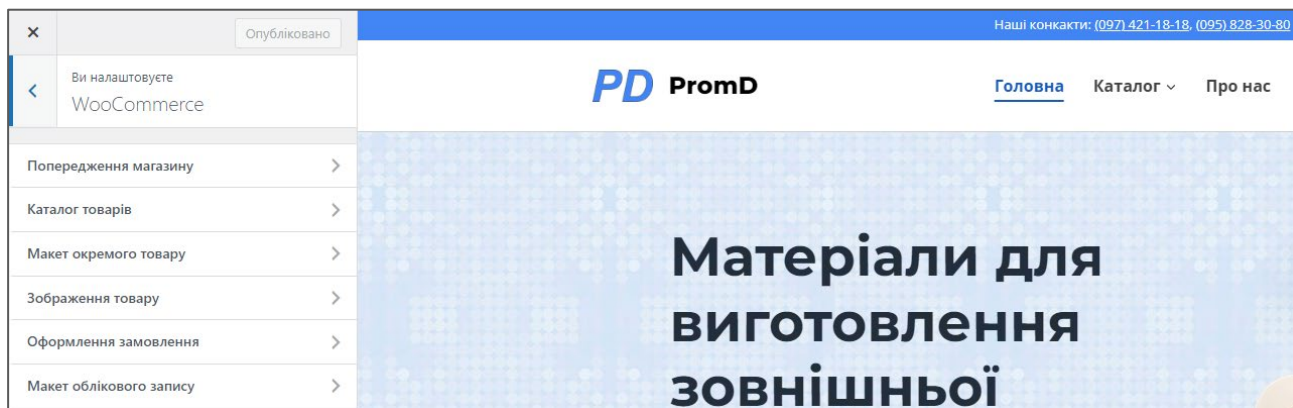 Опубліковано
Ви налаштовуєте
WooCommerce
Попередження магазину
Каталог товарів
Макет окремого товару
Зображення товару
Оформлення замовлення
Макет облікового запису
Наші конкакти: (097) 421-18-18, (095) 828-30-80
PD PromD
Головна Каталог Про нас
Матеріали для
виготовлення
зовнішньої